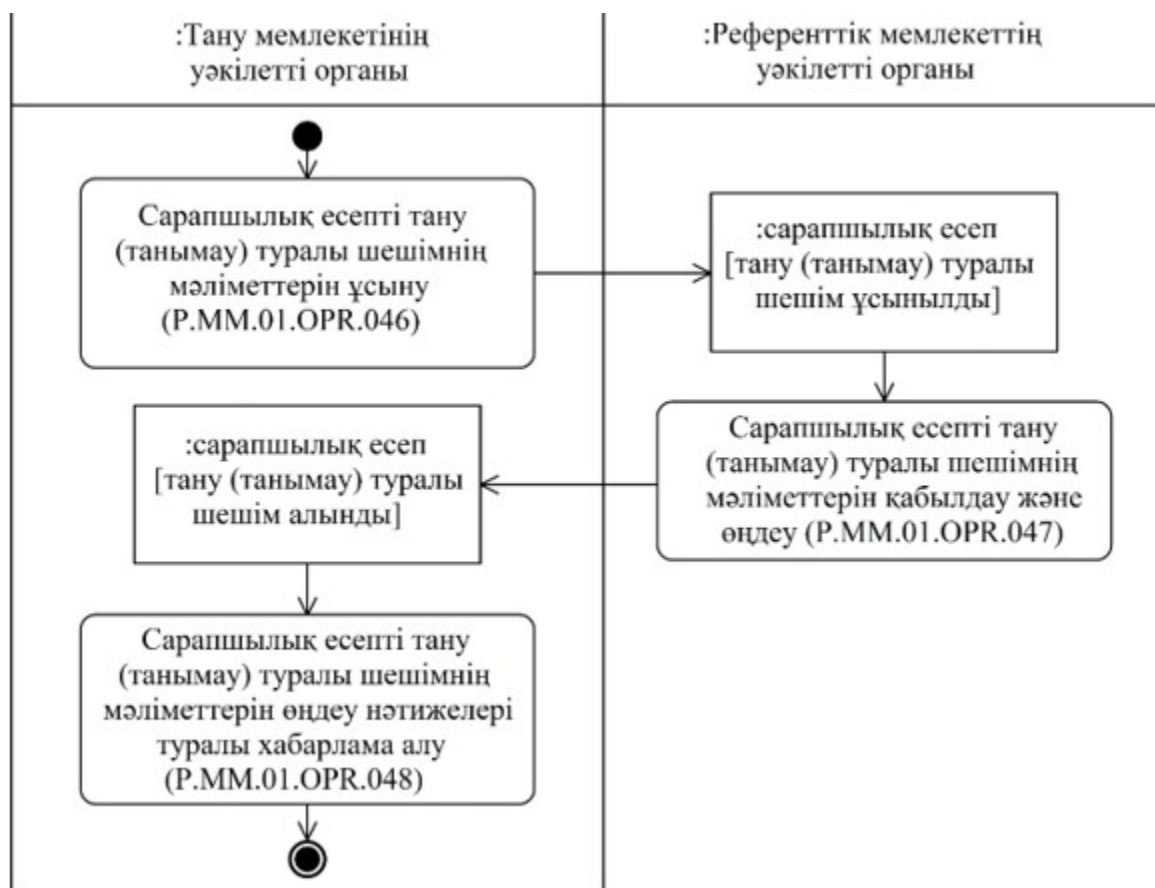 :Тану мемлекетінің
уәкілетті органы
:Референттік мемлекеттің
уәкілетті органы
Сарапшылық есепті тану
(танымау) туралы шешімнің
мәліметтерін ұсыну
(P.MM.01.OPR.046)
:сарапшылық есеп
[тану (танымау) туралы
шешім ұсынылды]
Сарапшылық есепті тану
(танымау) туралы шешімнің
мәліметтерін қабылдау және
өңдеу (P.MM.01.OPR.047)
:сарапшылық есеп
[тану (танымау) туралы
шешім алынды]
Сарапшылық есепті тану
(танымау) туралы шешімнің
мәліметтерін өңдеу нәтижелері
туралы хабарлама алу
(P.MM.01.OPR.048)